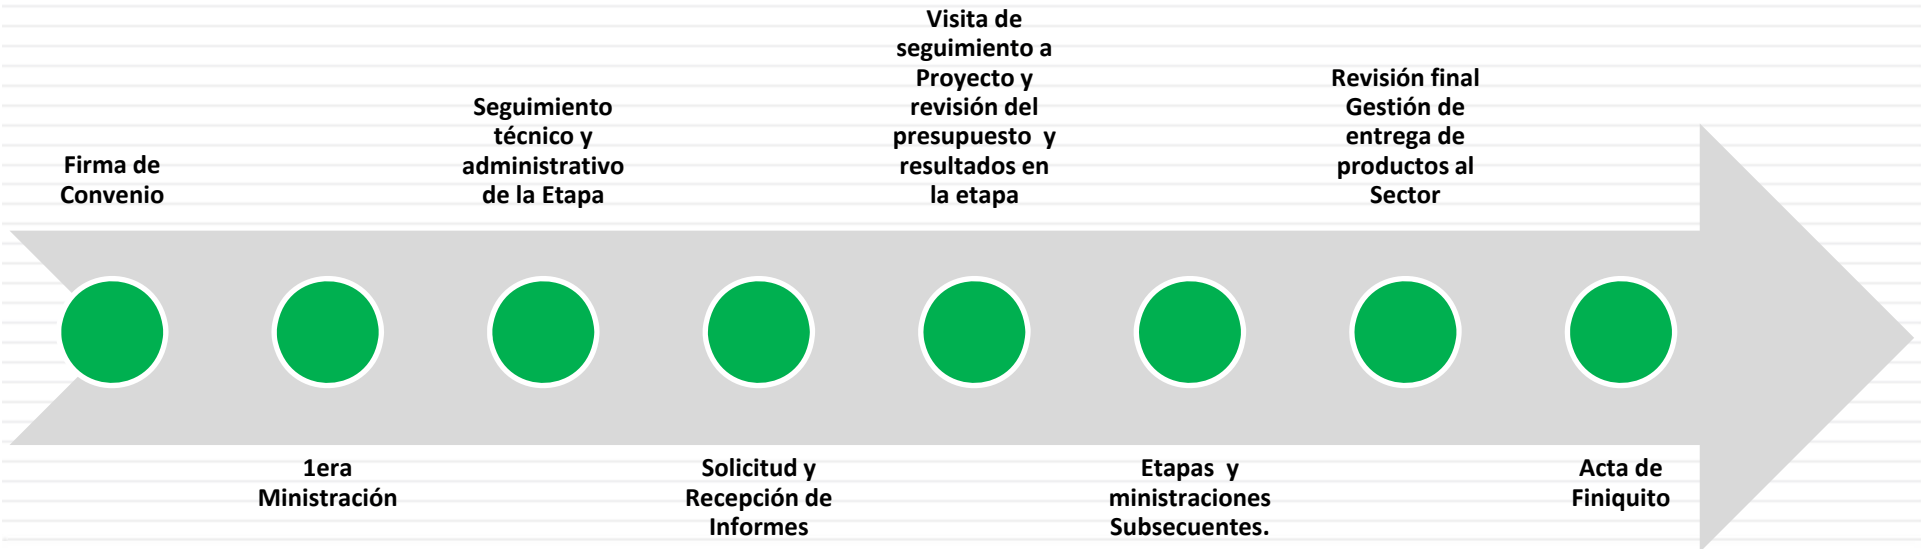 Firma de
Convenio
1era
Ministración
Seguimiento
técnico y
administrativo
de la Etapa
Solicitud y
Recepción de
Informes
Visita de
seguimiento a
Proyecto y
revisión del
presupuesto y
resultados en
la etapa
Etapas y
ministraciones
Subsecuentes.
Revisión final
Gestión de
entrega de
productos al
Sector
Acta de
Finiquito